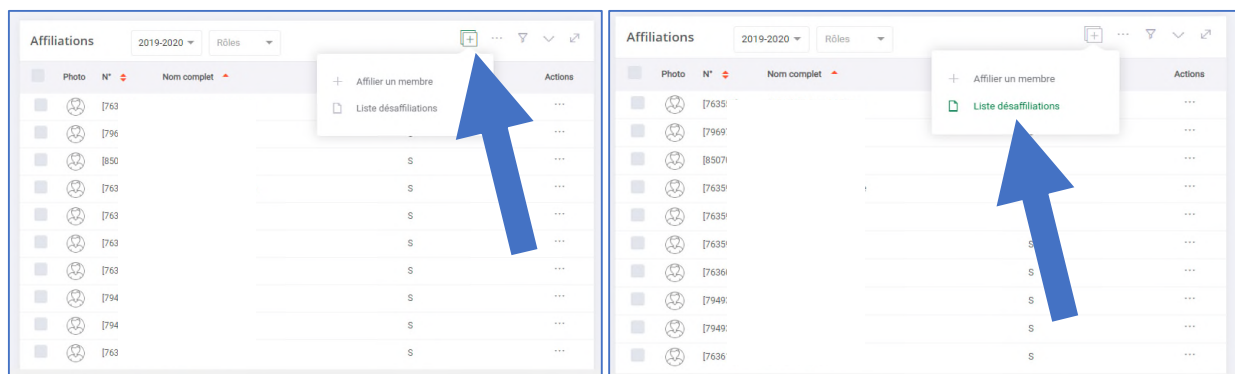 Affiliations 2019-2020 Rôles
Photo N° Nom complet Actions
Affilier un membre
Liste désaffiliations
[763
[796
[850 S
[763 S
[763 S
[763 S
[763 S
[794 S
[794 S
[763 S
Affiliations 2019-2020 Rôles
Photo N° Nom complet Actions
Affilier un membre
Liste désaffiliations
[7635
[7969
[8507
[7635
[7635
[7635 S
[7636 S
[7949 S
[7949 S
[7636 S